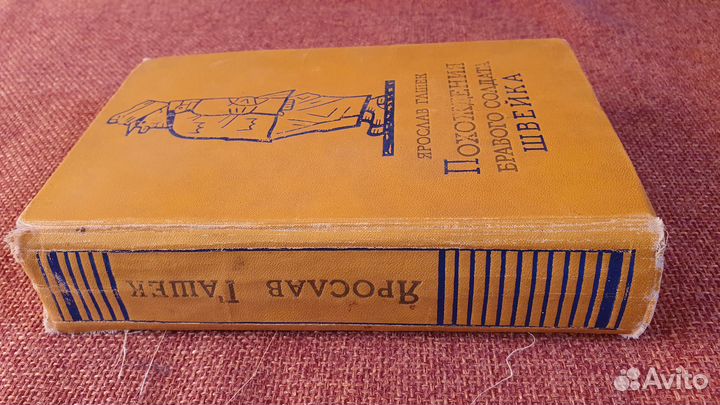 ЯРОСЛАВ ГАШЕК
ПОХОЖДЕНИЯ
БРАВОГО СОЛДАТА
ШВЕЙКА
ЯРОСЛАВ ГАШЕК
Avito